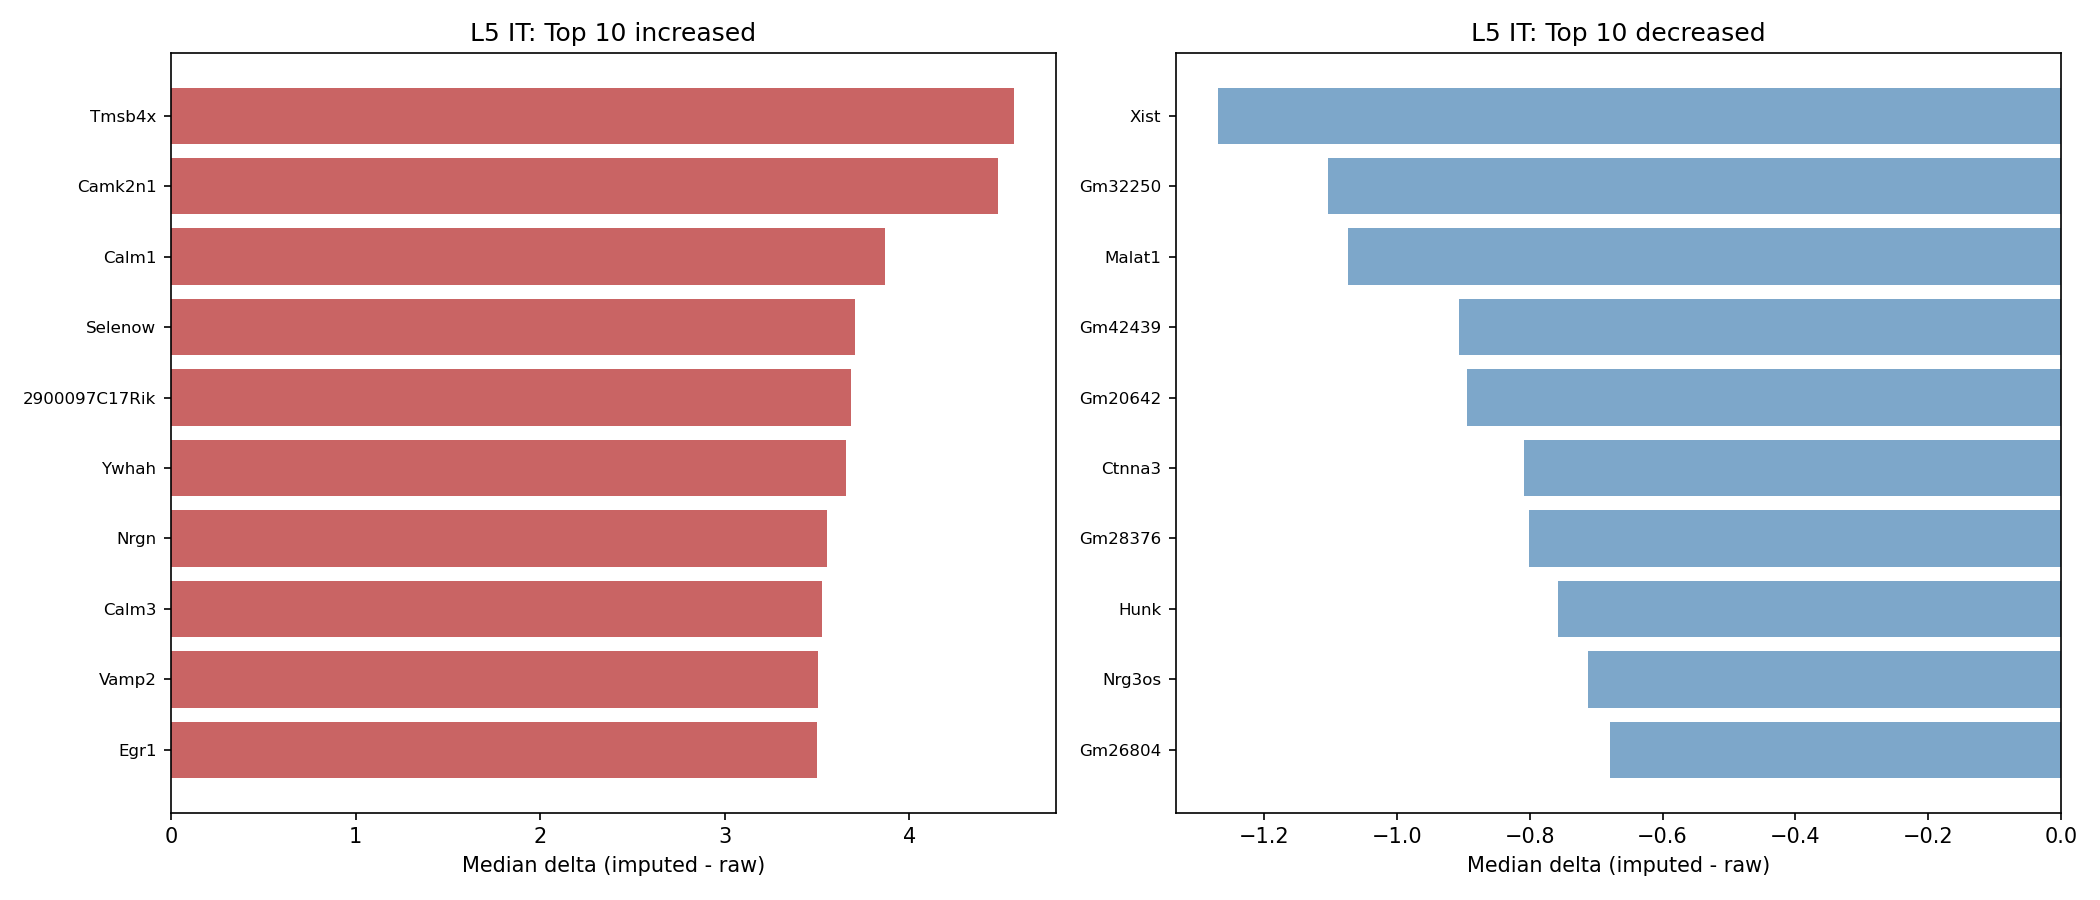 L5 IT: Top 10 increased
Tmsb4x
Camk2n1
Calm1
Selenow
2900097C17Rik
Ywhah
Nrgn
Calm3
Vamp2
Egr1
0 1 2 3 4
Median delta (imputed - raw)
L5 IT: Top 10 decreased
Xist
Gm32250
Malat1
Gm42439
Gm20642
Ctnna3
Gm28376
Hunk
Nrg3os
Gm26804
−1.2 −1.0 −0.8 −0.6 −0.4 −0.2 0.0
Median delta (imputed - raw)